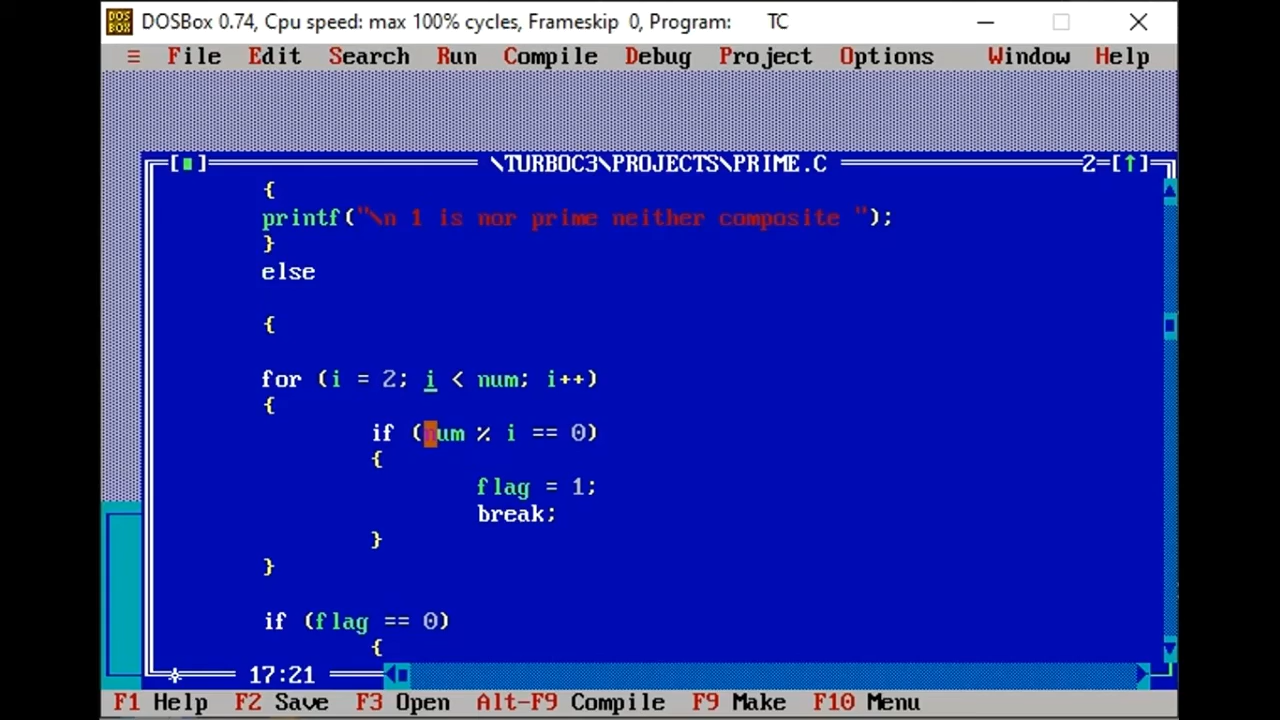 DOS BOX DOSBox 0.74, Cpu speed: max 100% cycles, Frameskip 0, Program: TC
≡ File Edit Search Run Compile Debug Project Options Window Help
[■] \TURBOC3\PROJECTS\PRIME.C 2=[↑]
{
printf("\n 1 is nor prime neither composite ");
}
else
{
for (i = 2; i < num; i++)
{
if (num % i == 0)
{
flag = 1;
break;
}
}
if (flag == 0)
{
17:21
F1 Help F2 Save F3 Open Alt-F9 Compile F9 Make F10 Menu